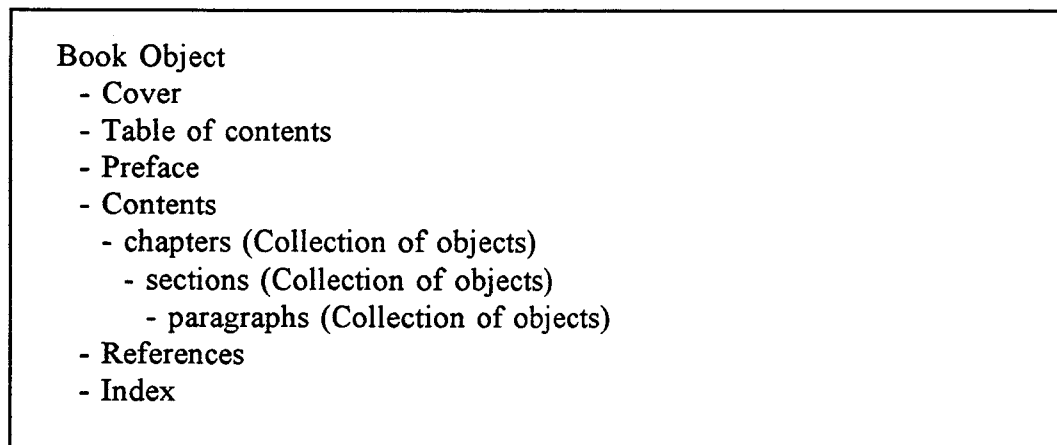 Book Object
- Cover
- Table of contents
- Preface
- Contents
- chapters (Collection of objects)
- sections (Collection of objects)
- paragraphs (Collection of objects)
- References
- Index